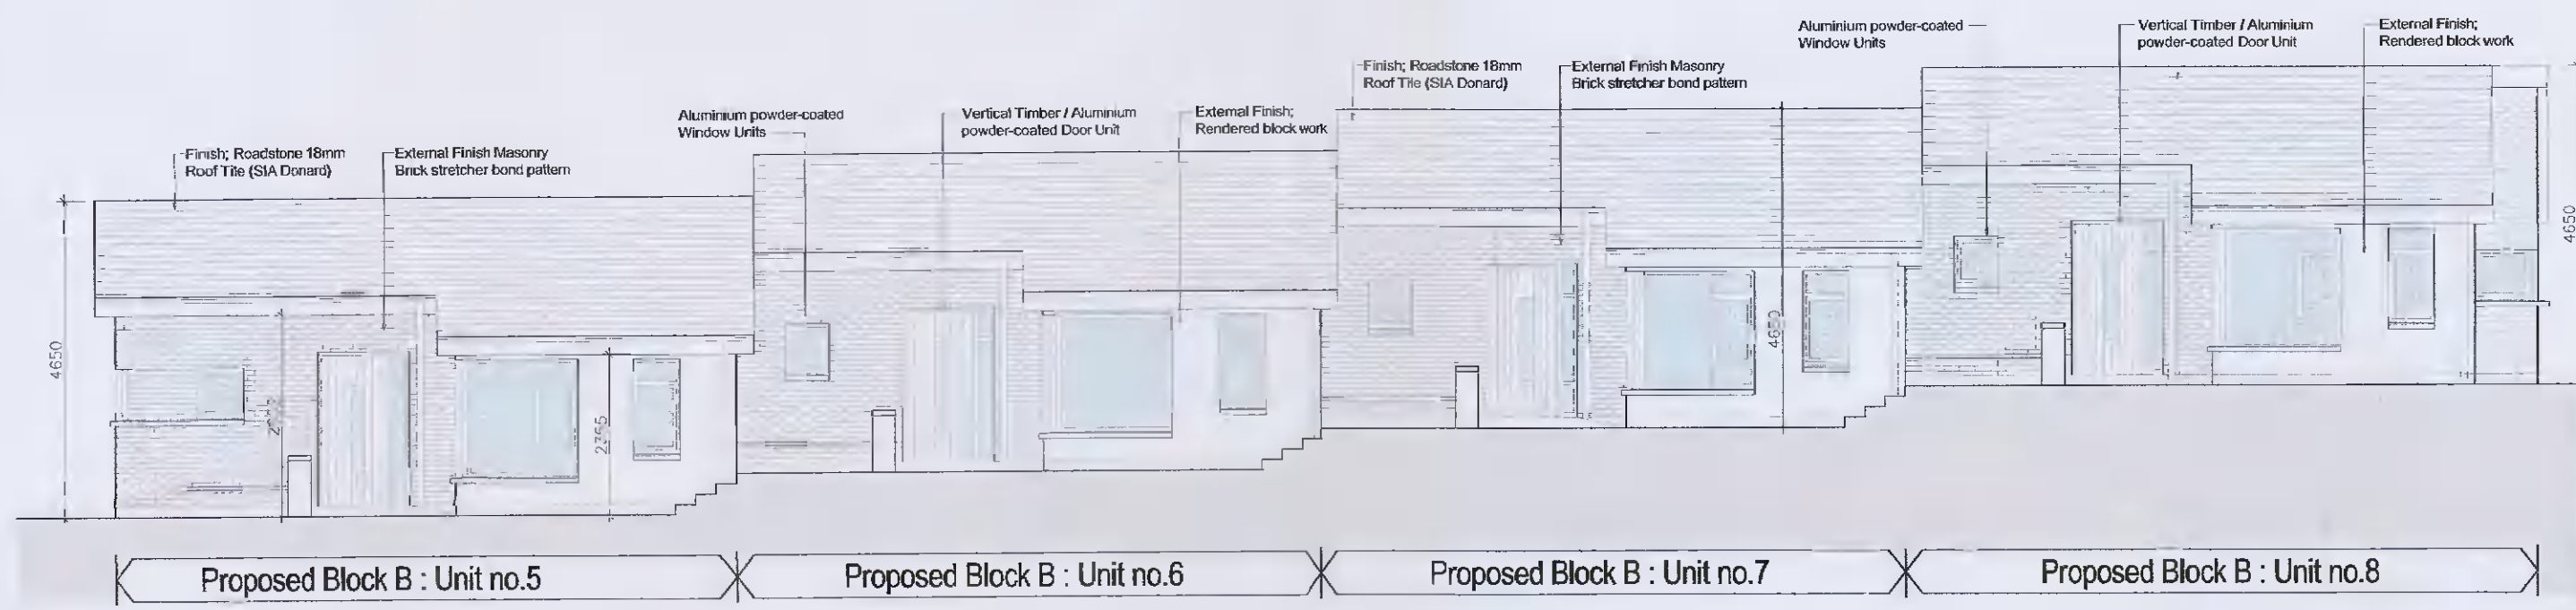 Aluminium powder-coated
Window Units
Vertical Timber / Aluminium
powder-coated Door Unit
External Finish;
Rendered block work
Finish; Roadstone 18mm
Roof Tile (SIA Donard)
External Finish Masonry
Brick stretcher bond pattern
Aluminium powder-coated
Window Units
Vertical Timber / Aluminium
powder-coated Door Unit
External Finish;
Rendered block work
Finish; Roadstone 18mm
Roof Tile (SIA Donard)
External Finish Masonry
Brick stretcher bond pattern
4650
4650
4650
2355
Proposed Block B : Unit no.5
Proposed Block B : Unit no.6
Proposed Block B : Unit no.7
Proposed Block B : Unit no.8